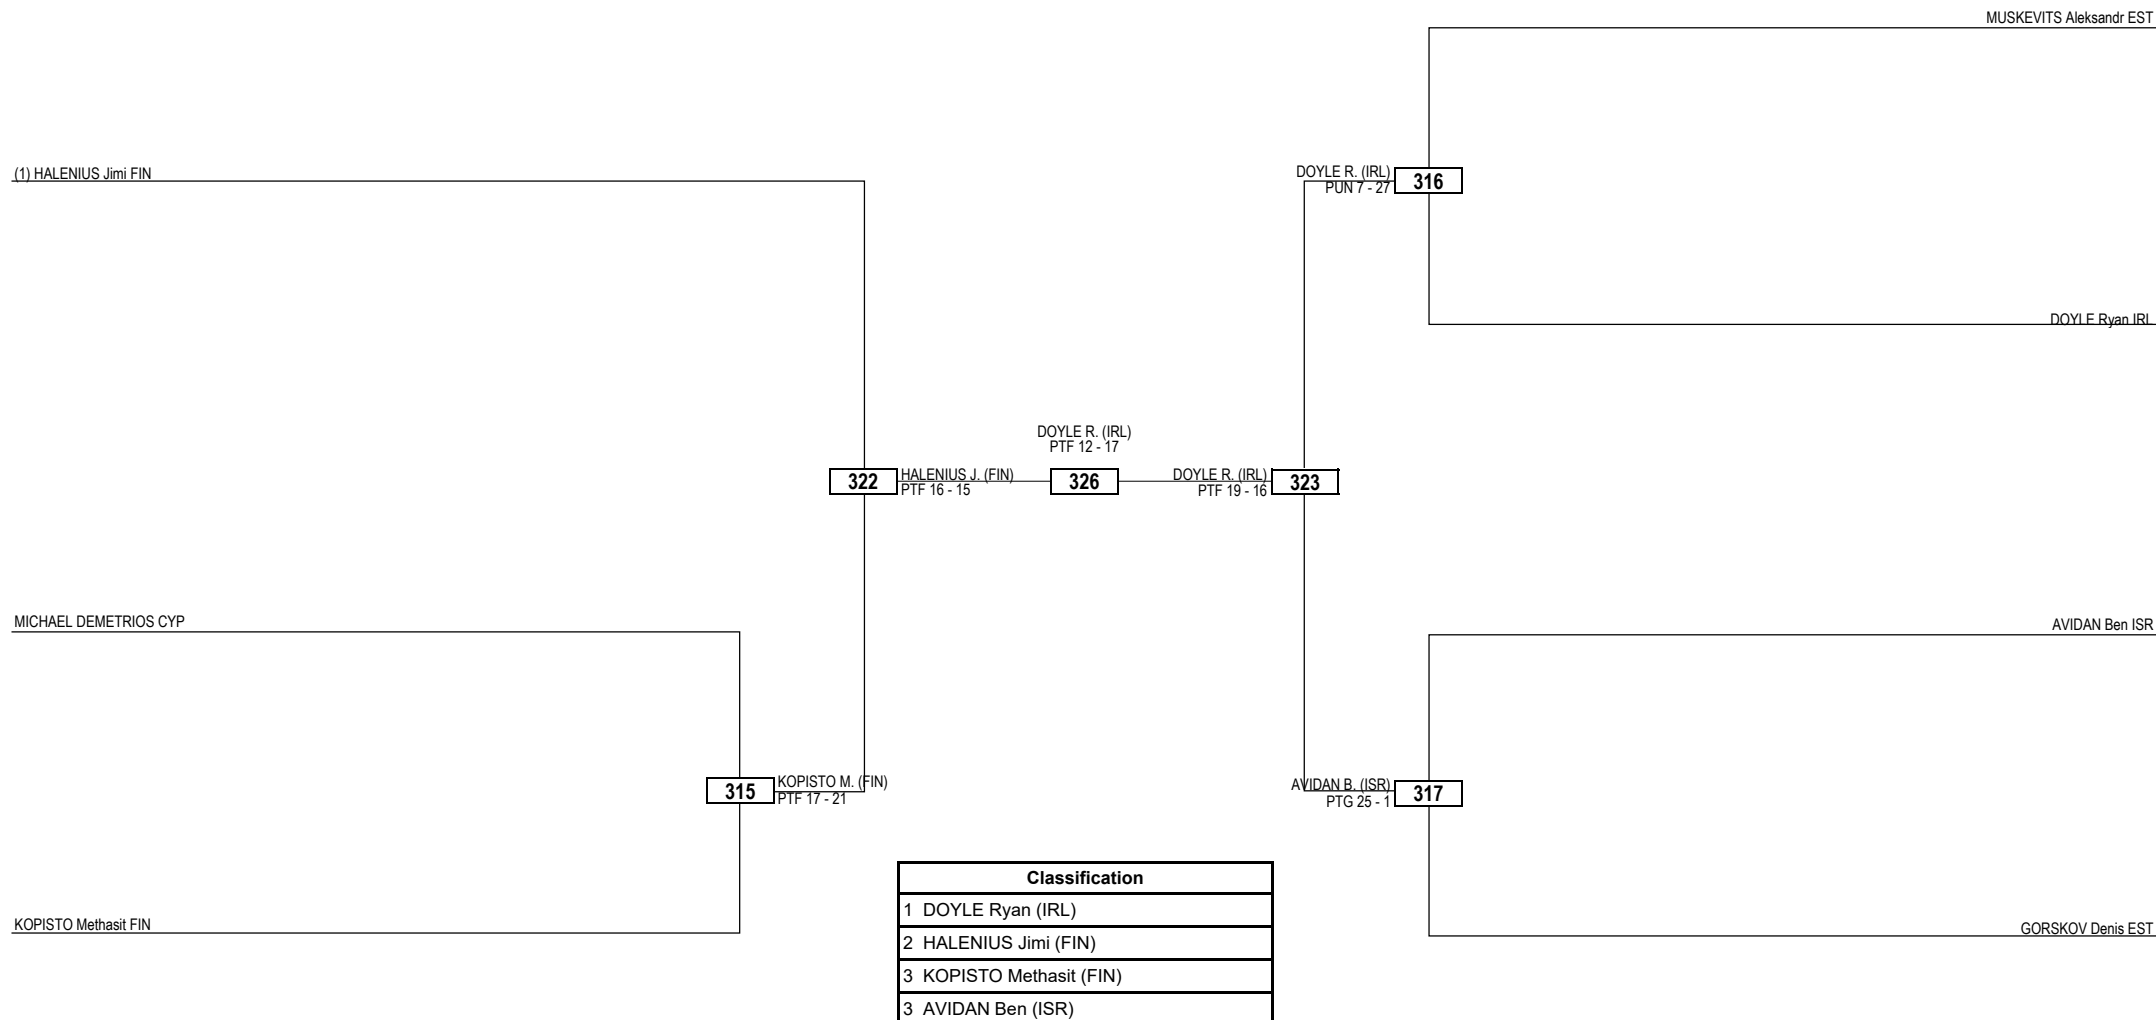 MUSKEVITS Aleksandr EST
(1) HALENIUS Jimi FIN
DOYLE R. (IRL)
PUN 7 - 27
316
DOYLE Ryan IRL
DOYLE R. (IRL)
PTF 12 - 17
322
HALENIUS J. (FIN)
PTF 16 - 15
326
DOYLE R. (IRL)
PTF 19 - 16
323
MICHAEL DEMETRIOS CYP
AVIDAN Ben ISR
315
KOPISTO M. (FIN)
PTF 17 - 21
AVIDAN B. (ISR)
PTG 25 - 1
317
KOPISTO Methasit FIN
GORSKOV Denis EST
Classification
1 DOYLE Ryan (IRL)
2 HALENIUS Jimi (FIN)
3 KOPISTO Methasit (FIN)
3 AVIDAN Ben (ISR)